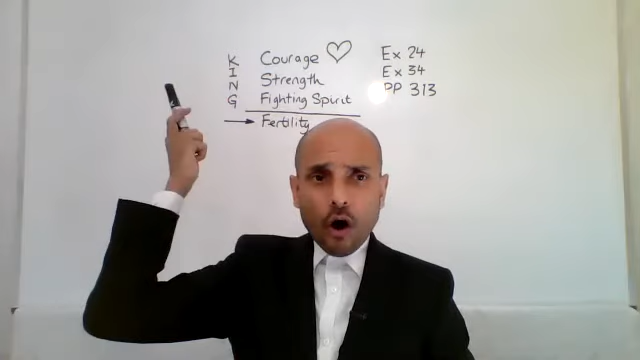 K
I
N
G
Courage
Strength
Fighting Spirit
Fertility
Ex 24
Ex 34
PP 313